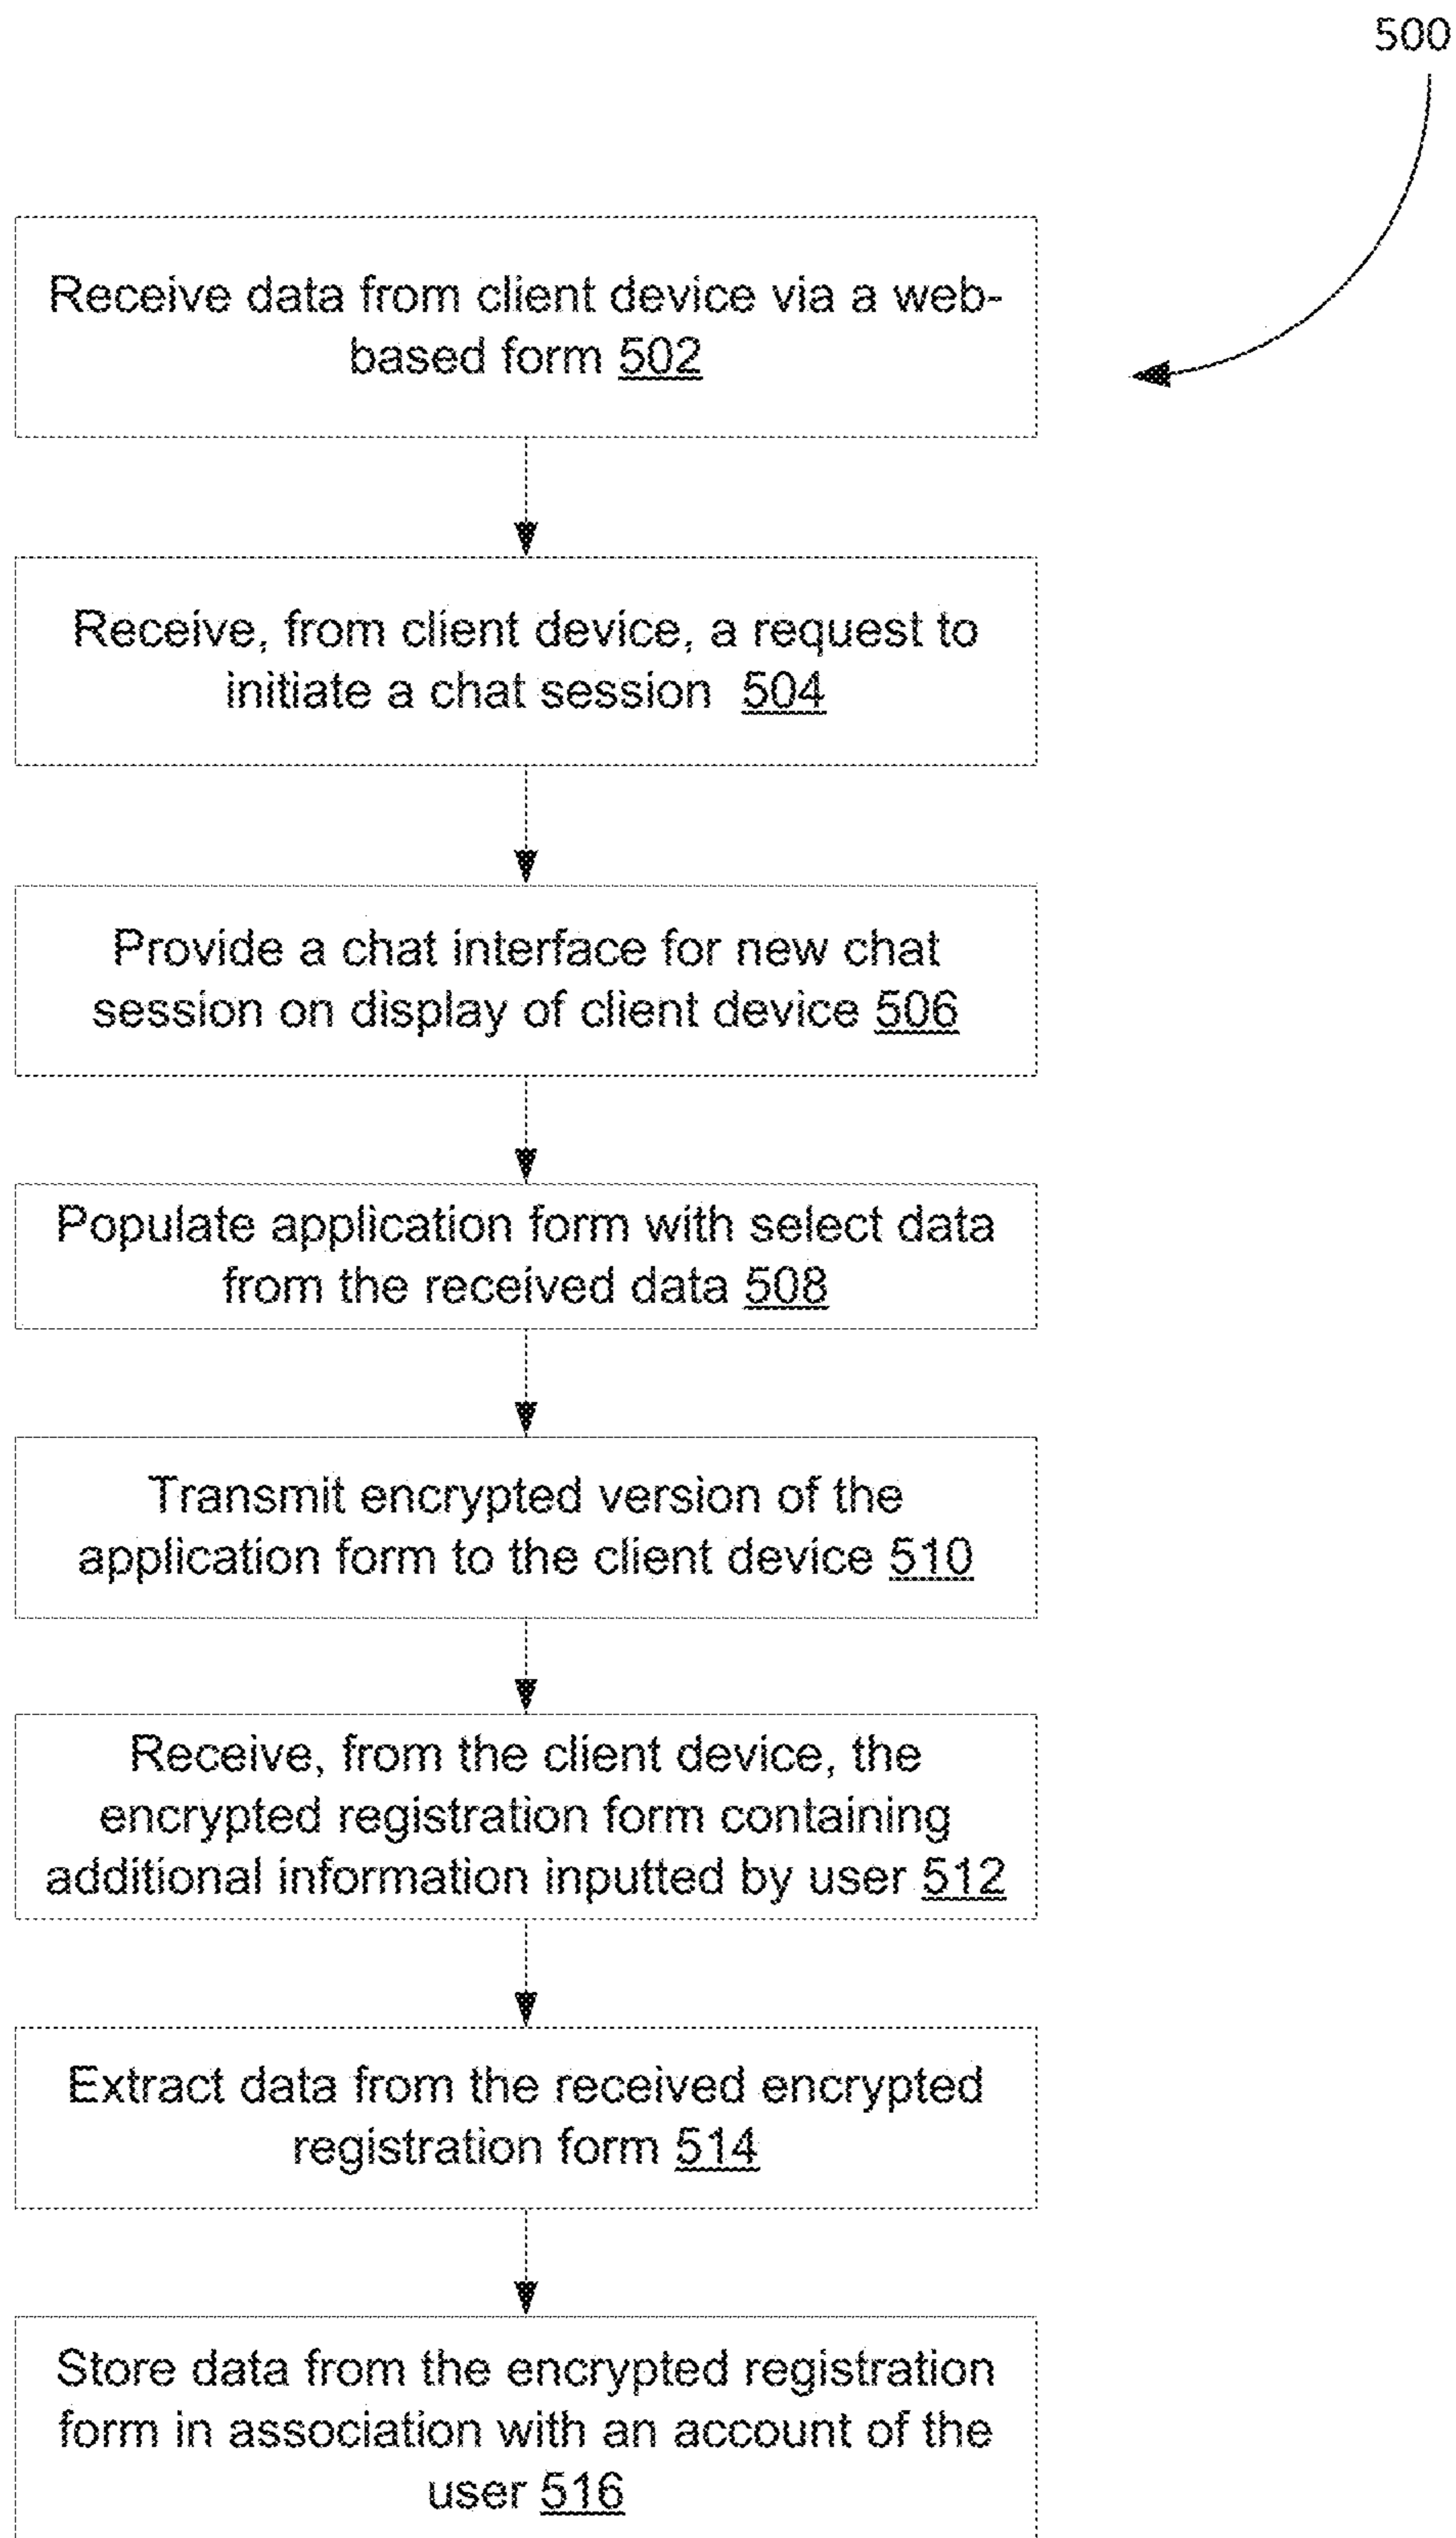 500
Receive data from client device via a web-
based form 502
Receive, from client device, a request to
initiate a chat session 504
Provide a chat interface for new chat
session on display of client device 506
Populate application form with select data
from the received data 508
Transmit encrypted version of the
application form to the client device 510
Receive, from the client device, the
encrypted registration form containing
additional information inputted by user 512
Extract data from the received encrypted
registration form 514
Store data from the encrypted registration
form in association with an account of the
user 516